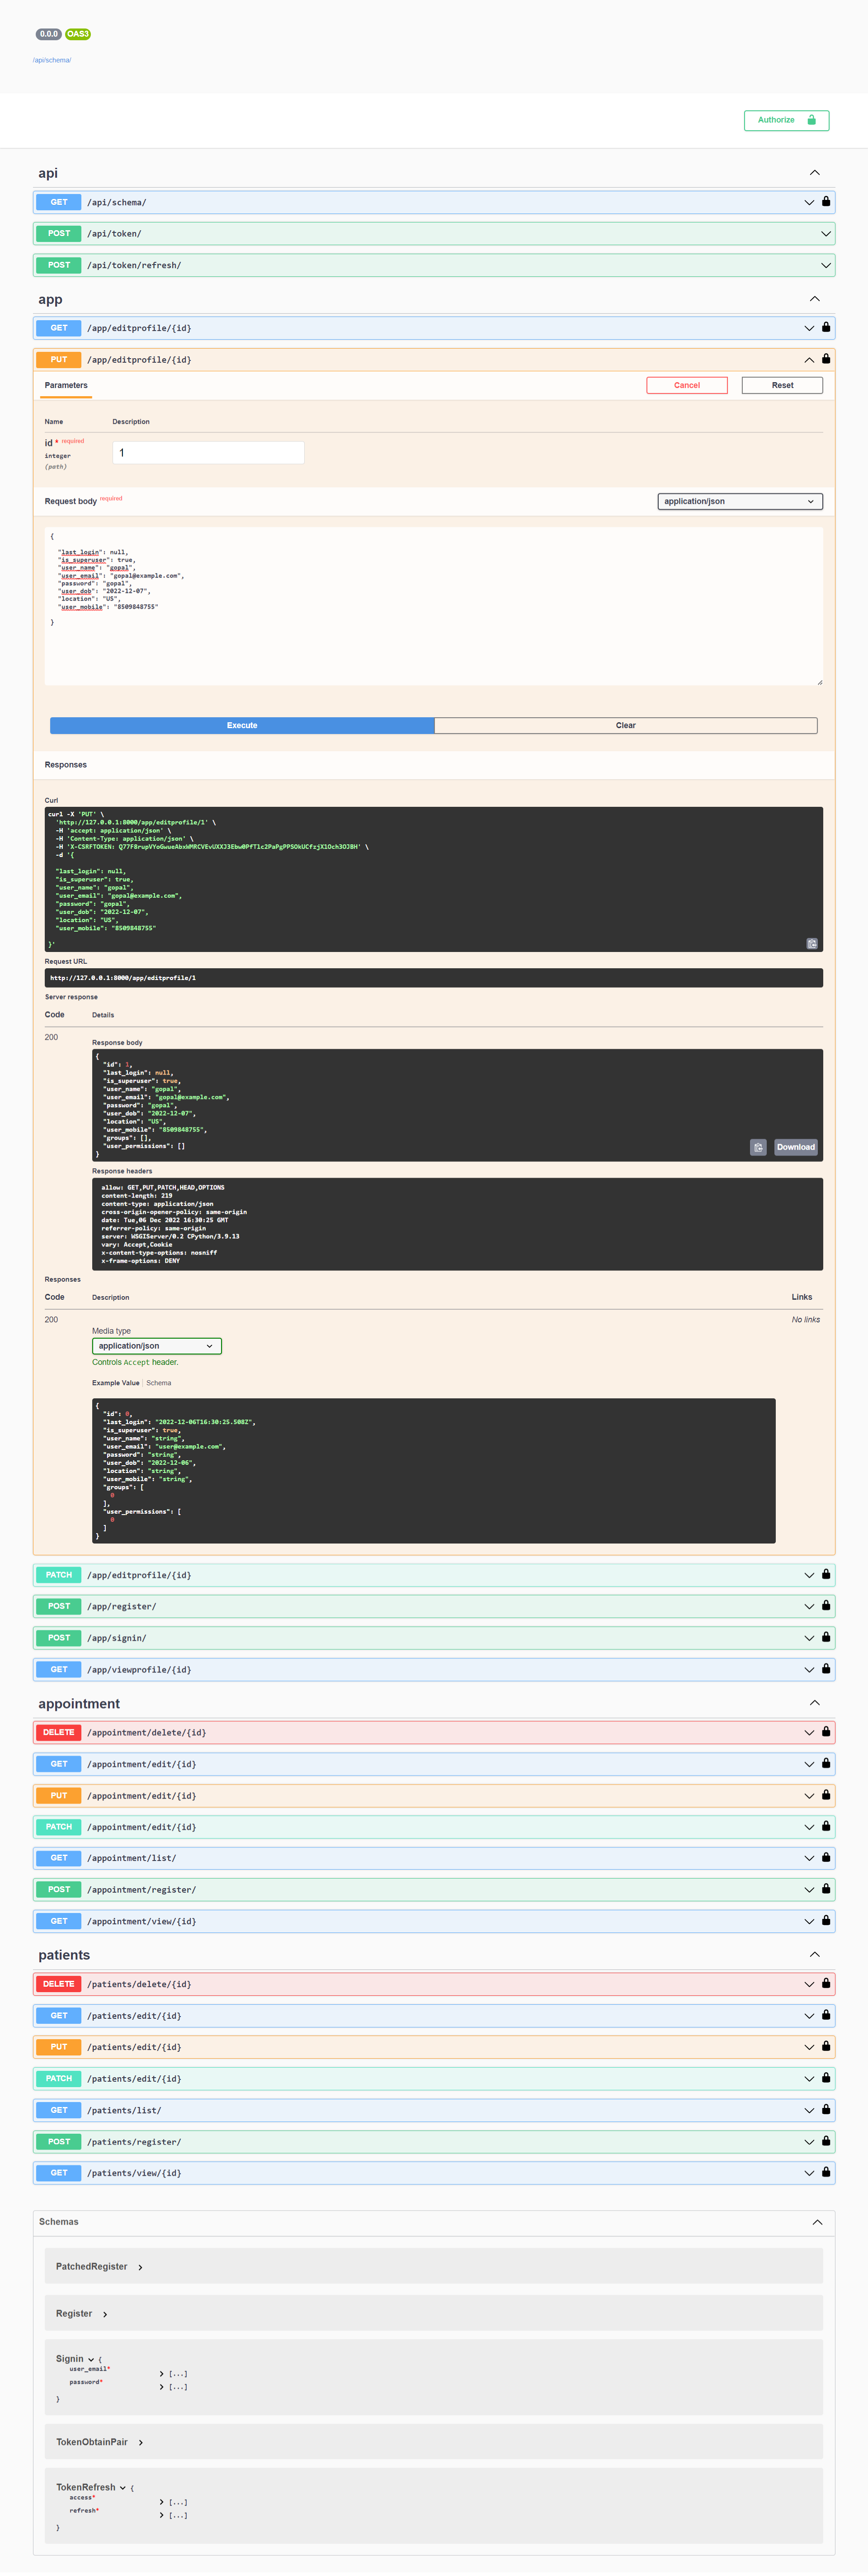 0.0.0 OAS3
/api/schema/
Authorize
api
GET /api/schema/
POST /api/token/
POST /api/token/refresh/
app
GET /app/editprofile/{id}
PUT /app/editprofile/{id}
Parameters Cancel Reset
Name Description
id * required
integer
(path)
1
Request body required application/json
{
"last_login": null,
"is_superuser": true,
"user_name": "gopal",
"user_email": "gopal@example.com",
"password": "gopal",
"user_dob": "2022-12-07",
"location": "US",
"user_mobile": "8509848755"
}
Execute Clear
Responses
Curl
curl -X 'PUT' \
'http://127.0.0.1:8000/app/editprofile/1' \
-H 'accept: application/json' \
-H 'Content-Type: application/json' \
-H 'X-CSRFTOKEN: \
-d '{
"last_login": null,
"is_superuser": true,
"user_name": "gopal",
"user_email": "gopal@example.com",
"password": "gopal",
"user_dob": "2022-12-07",
"location": "US",
"user_mobile": "8509848755"
}'
Request URL
http://127.0.0.1:8000/app/editprofile/1
Server response
Code Details
200
Response body
{
"id": 1,
"last_login": null,
"is_superuser": true,
"user_name": "gopal",
"user_email": "gopal@example.com",
"password": "gopal",
"user_dob": "2022-12-07",
"location": "US",
"user_mobile": "8509848755",
"groups": [],
"user_permissions": []
}
Download
Response headers
allow: GET,PUT,PATCH,HEAD,OPTIONS
content-length: 219
content-type: application/json
cross-origin-opener-policy: same-origin
date: Tue,06 Dec 2022 16:30:25 GMT
referrer-policy: same-origin
server: WSGIServer/0.2 CPython/3.9.13
vary: Accept,Cookie
x-content-type-options: nosniff
x-frame-options: DENY
Responses
Code Description Links
200 No links
Media type
application/json
Controls Accept header.
Example Value Schema
{
"id": 0,
"last_login": "2022-12-06T16:30:25.508Z",
"is_superuser": true,
"user_name": "string",
"user_email": "user@example.com",
"password": "string",
"user_dob": "2022-12-06",
"location": "string",
"user_mobile": "string",
"groups": [
0
],
"user_permissions": [
0
]
}
PATCH /app/editprofile/{id}
POST /app/register/
POST /app/signin/
GET /app/viewprofile/{id}
appointment
DELETE /appointment/delete/{id}
GET /appointment/edit/{id}
PUT /appointment/edit/{id}
PATCH /appointment/edit/{id}
GET /appointment/list/
POST /appointment/register/
GET /appointment/view/{id}
patients
DELETE /patients/delete/{id}
GET /patients/edit/{id}
PUT /patients/edit/{id}
PATCH /patients/edit/{id}
GET /patients/list/
POST /patients/register/
GET /patients/view/{id}
Schemas
PatchedRegister
Register
Signin {
user_email* [...]
password* [...]
}
TokenObtainPair
TokenRefresh {
access* [...]
refresh* [...]
}